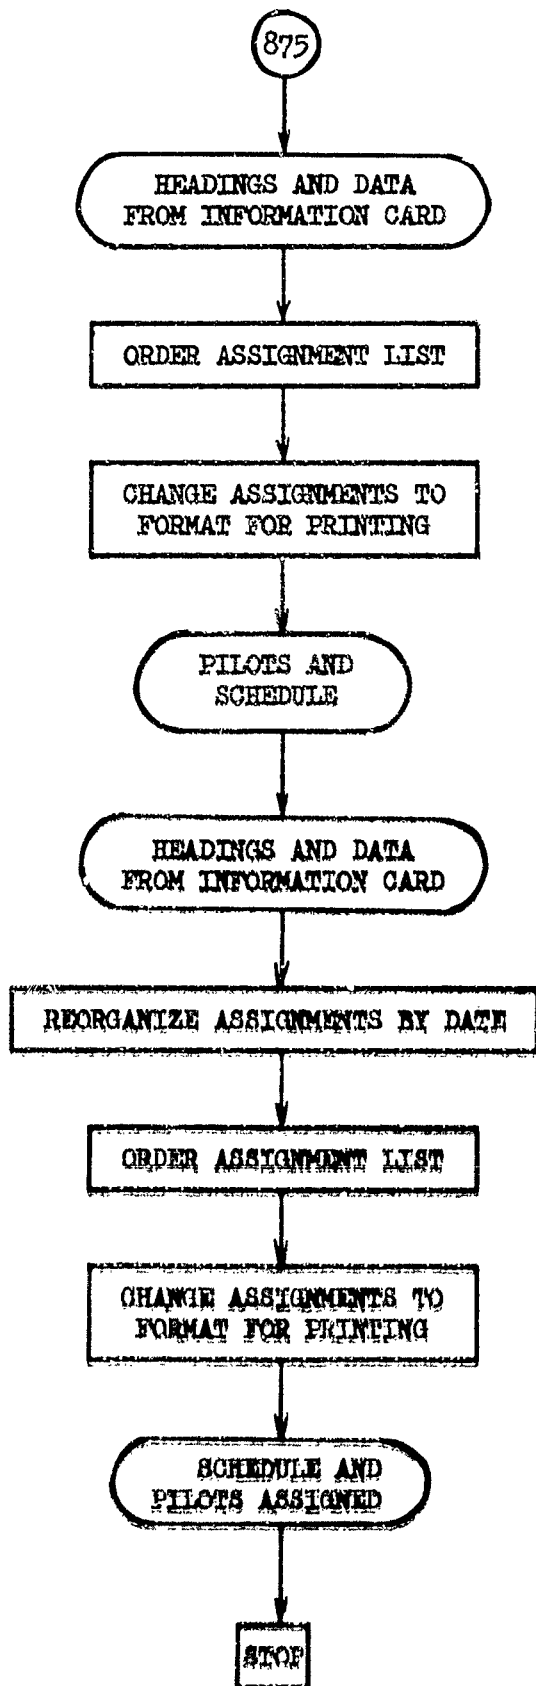 875
HEADINGS AND DATA
FROM INFORMATION CARD
ORDER ASSIGNMENT LIST
CHANGE ASSIGNMENTS TO
FORMAT FOR PRINTING
PILOTS AND
SCHEDULE
HEADINGS AND DATA
FROM INFORMATION CARD
REORGANIZE ASSIGNMENTS BY DATE
ORDER ASSIGNMENT LIST
CHANGE ASSIGNMENTS TO
FORMAT FOR PRINTING
SCHEDULE AND
PILOTS ASSIGNED
STOP